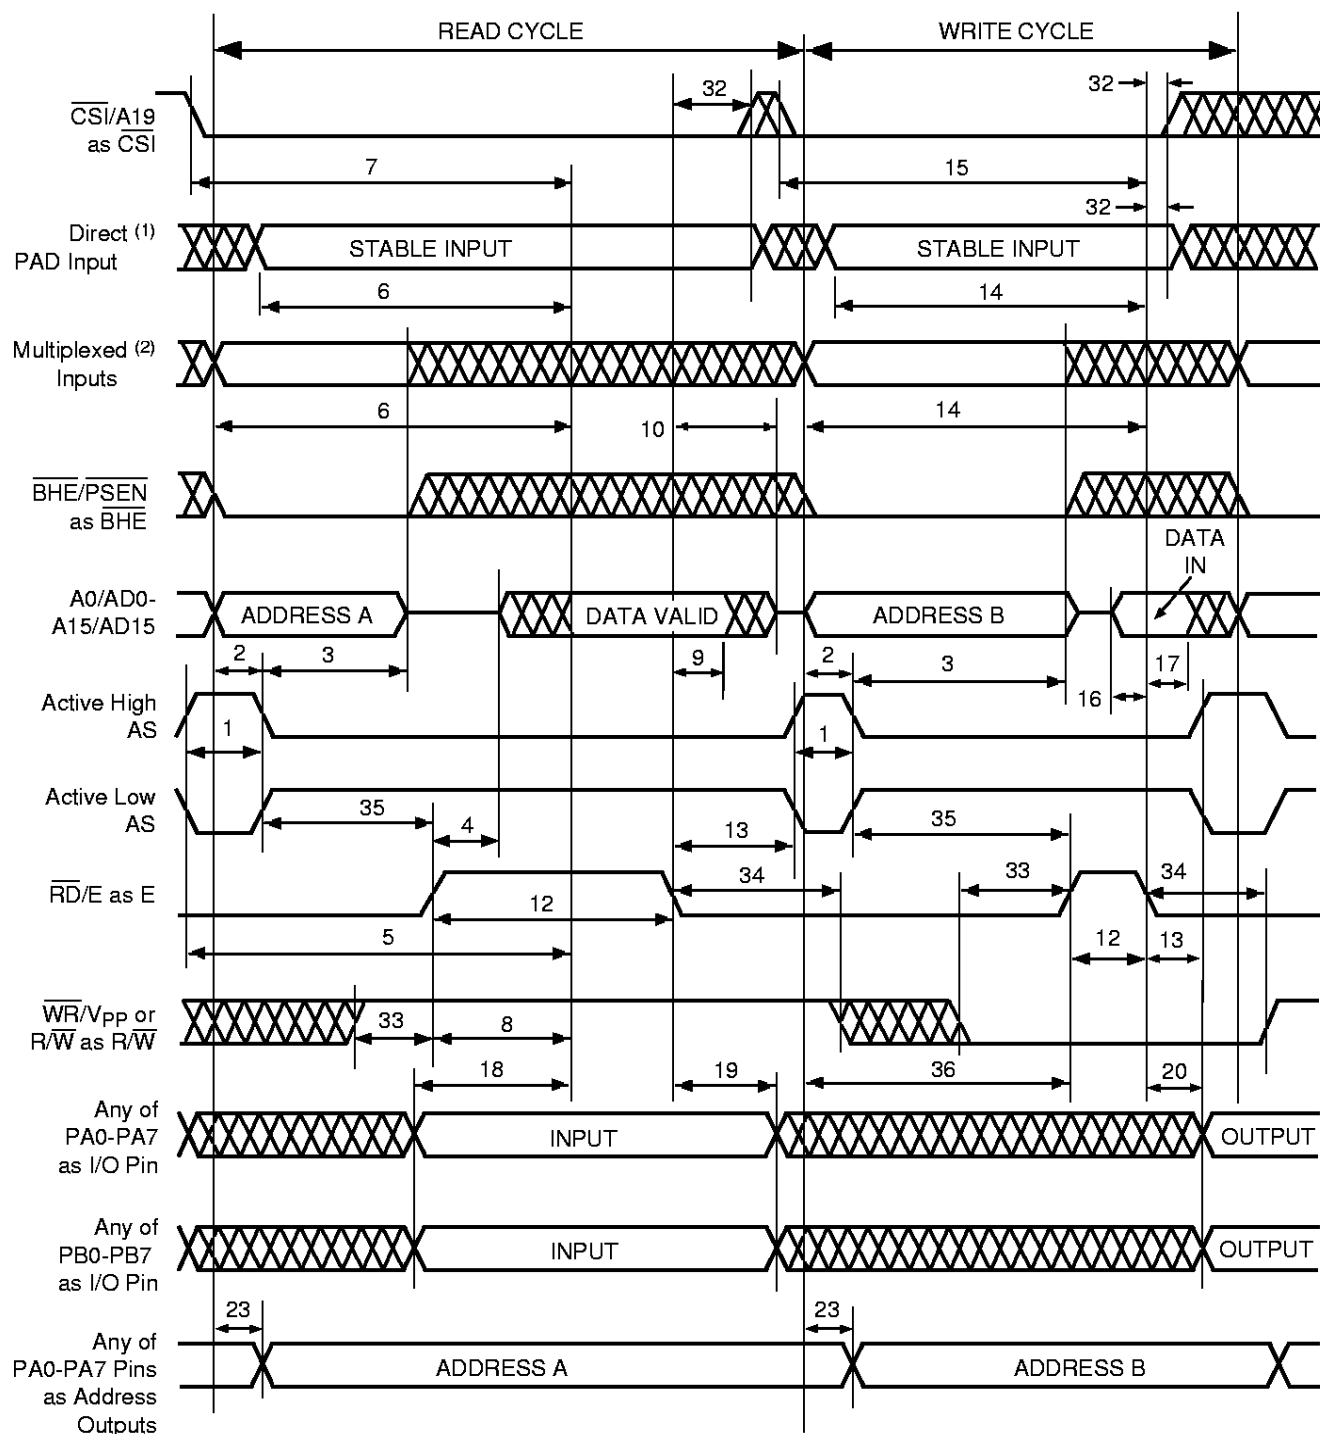 READ CYCLE
WRITE CYCLE
32
32
CSI/A19
as CSI
7
15
32
Direct (1)
PAD Input
STABLE INPUT
STABLE INPUT
6
14
Multiplexed (2)
Inputs
6
10
14
BHE/PSEN
as BHE
DATA
IN
A0/AD0-
A15/AD15
ADDRESS A
DATA VALID
ADDRESS B
2
3
9
2
3
17
16
Active High
AS
1
1
Active Low
AS
35
4
13
35
RD/E as E
34
33
34
12
5
12
13
WR/VPP or
R/W as R/W
33
8
18
19
36
20
Any of
PA0-PA7
as I/O Pin
INPUT
OUTPUT
Any of
PB0-PB7
as I/O Pin
INPUT
OUTPUT
23
23
Any of
PA0-PA7 Pins
as Address
Outputs
ADDRESS A
ADDRESS B